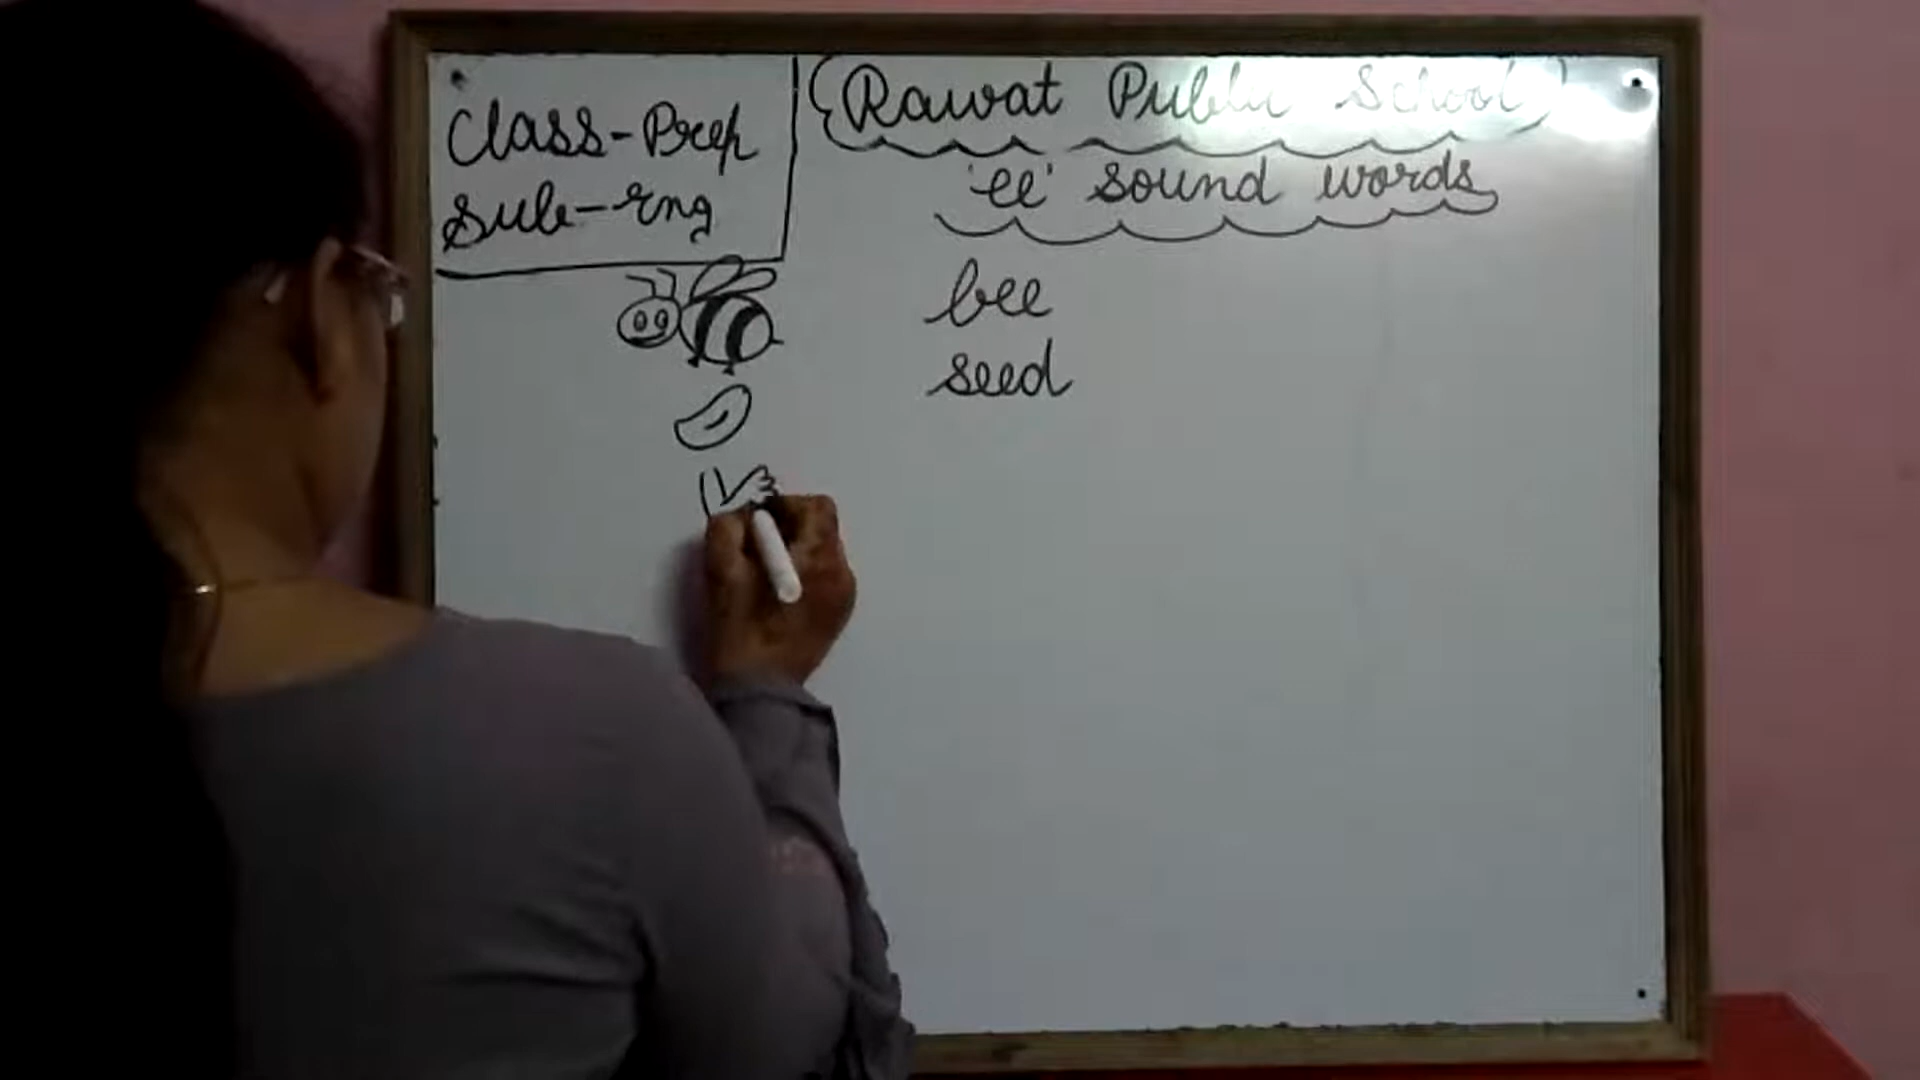 Class-Prep
Sub-Eng
(Rawat Public School)
'ee' sound words
bee
seed